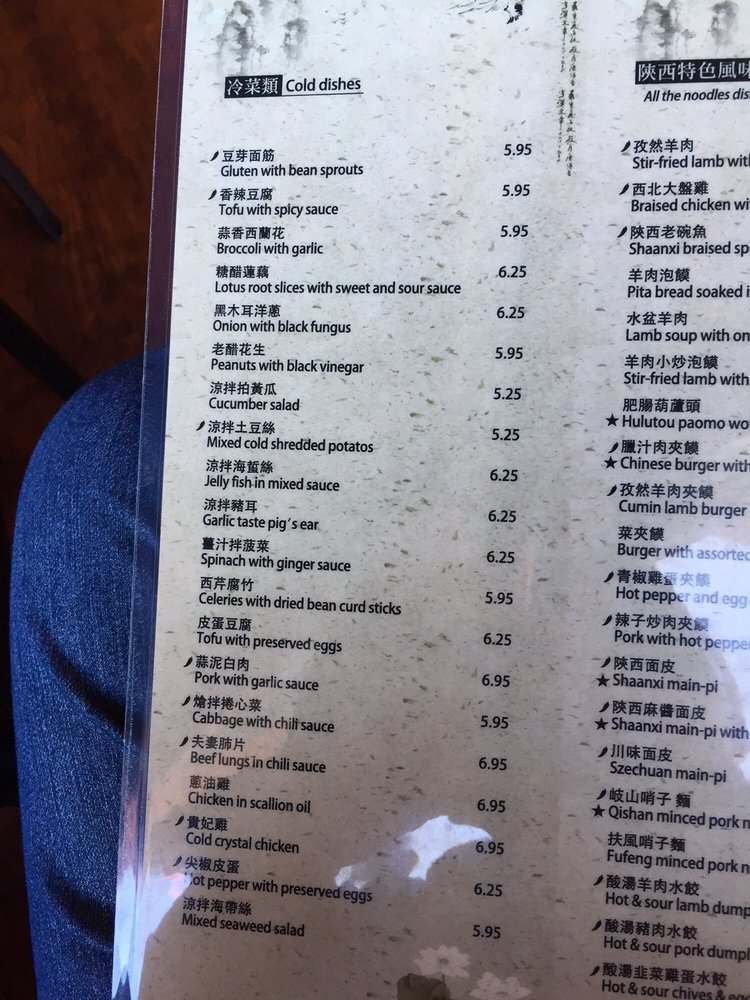 冷菜類 Cold dishes
豆芽面筋
Gluten with bean sprouts 5.95
香辣豆腐
Tofu with spicy sauce 5.95
蒜香西蘭花
Broccoli with garlic 5.95
糖醋蓮藕
Lotus root slices with sweet and sour sauce 6.25
黑木耳洋蔥
Onion with black fungus 6.25
老醋花生
Peanuts with black vinegar 5.95
涼拌拍黃瓜
Cucumber salad 5.25
涼拌土豆絲
Mixed cold shredded potatos 5.25
涼拌海蜇絲
Jelly fish in mixed sauce 6.25
涼拌豬耳
Garlic taste pig's ear 6.25
薑汁拌菠菜
Spinach with ginger sauce 6.25
西芹腐竹
Celeries with dried bean curd sticks 5.95
皮蛋豆腐
Tofu with preserved eggs 6.25
蒜泥白肉
Pork with garlic sauce 6.95
熗拌捲心菜
Cabbage with chili sauce 5.95
夫妻肺片
Beef lungs in chili sauce 6.95
蔥油雞
Chicken in scallion oil 6.95
貴妃雞
Cold crystal chicken 6.95
尖椒皮蛋
Hot pepper with preserved eggs 6.25
涼拌海帶絲
Mixed seaweed salad 5.95
陝西特色風味
All the noodles
孜然羊肉
Stir-fried lamb
西北大盤雞
Braised chicken
陝西老碗魚
Shaanxi braised
羊肉泡饃
Pita bread soaked
水盆羊肉
Lamb soup with
羊肉小炒泡饃
Stir-fried lamb with
肥腸葫蘆頭
★ Hulutou paomo
臘汁肉夾饃
★ Chinese burger with
孜然羊肉夾饃
Cumin lamb burger
菜夾饃
Burger with assorted
青椒雞蛋夾饃
Hot pepper and egg
辣子炒肉夾饃
Pork with hot pepper
陝西面皮
★ Shaanxi main-pi
陝西麻醬面皮
★ Shaanxi main-pi with
川味面皮
Szechuan main-pi
岐山哨子 麵
★ Qishan minced pork
扶風哨子麵
Fufeng minced pork
酸湯羊肉水餃
Hot & sour lamb
酸湯豬肉水餃
Hot & sour pork
酸湯韭菜雞蛋水餃
Hot & sour chives &